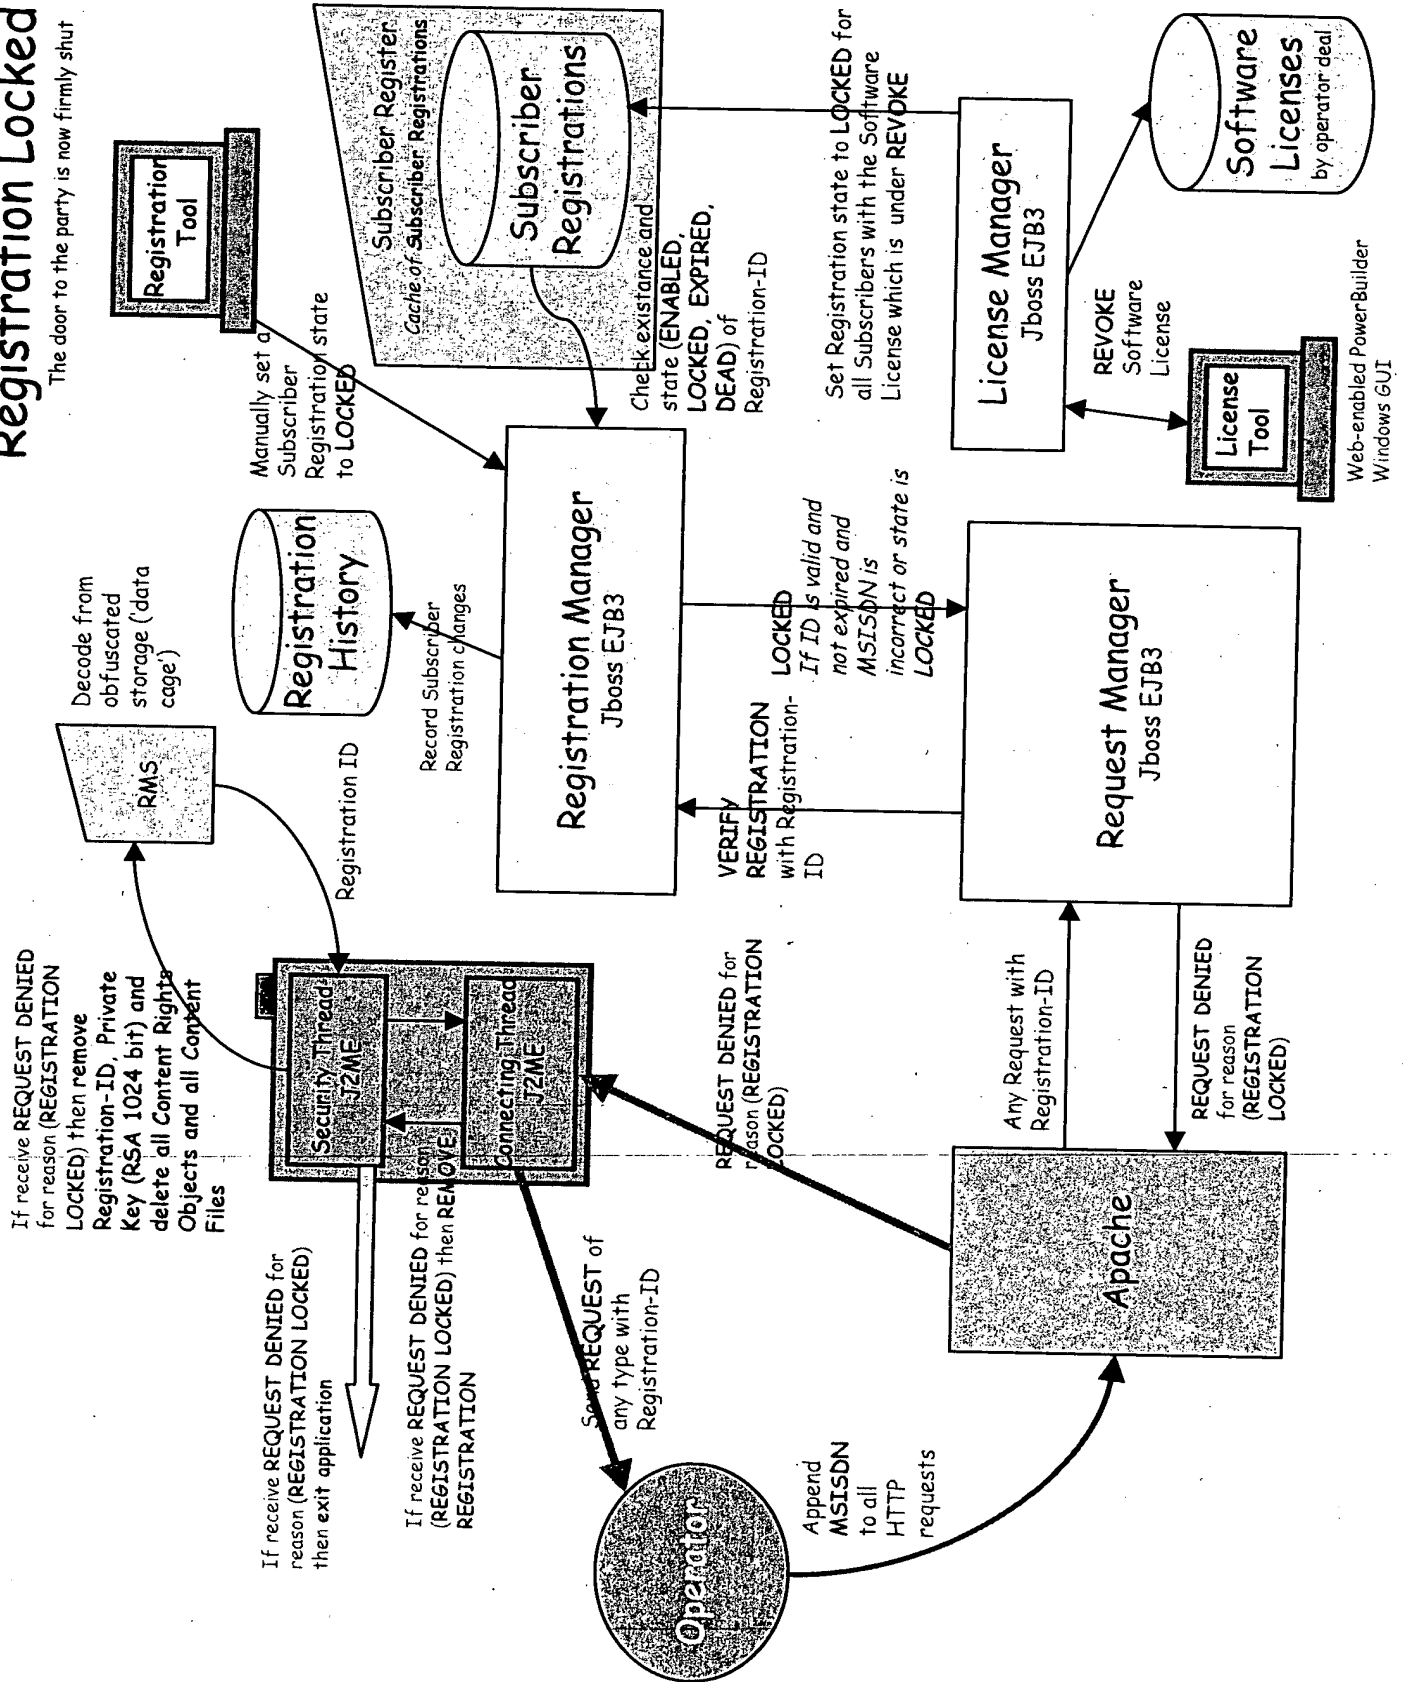 Registration Locked
The door to the party is now firmly shut
If receive REQUEST DENIED
for reason (REGISTRATION
LOCKED) then remove
Registration-ID, Private
Key (RSA 1024 bit) and
delete all Content Rights
Objects and all Content
Files
Decode from
obfuscated
storage ('data
cage')
RMS
Registration ID
Registration
Tool
Manually set a
Subscriber
Registration state
to LOCKED
Registration
History
Record Subscriber
Registration changes
Subscriber Register
Cache of Subscriber Registrations
Subscriber
Registrations
Check existance and
state (ENABLED,
LOCKED, EXPIRED,
DEAD) of
Registration-ID
If receive REQUEST DENIED for
reason (REGISTRATION LOCKED)
then exit application
Security Thread
J2ME
Connecting Thread
J2ME
If receive REQUEST DENIED for reason
(REGISTRATION LOCKED) then REMOVE
REGISTRATION
Registration Manager
Jboss EJB3
Send REQUEST of
any type with
Registration-ID
REQUEST DENIED for
reason (REGISTRATION
LOCKED)
VERIFY
REGISTRATION
with Registration-
ID
LOCKED
If ID is valid and
not expired and
MSISDN is
incorrect or state is
LOCKED
Set Registration state to LOCKED for
all Subscribers with the Software
License which is under REVOKE
Operator
Append
MSISDN
to all
HTTP
requests
Apache
Any Request with
Registration-ID
REQUEST DENIED
for reason
(REGISTRATION
LOCKED)
Request Manager
Jboss EJB3
License Manager
Jboss EJB3
REVOKE
Software
License
License
Tool
Web-enabled PowerBuilder
Windows GUI
Software
Licenses
by operator deal